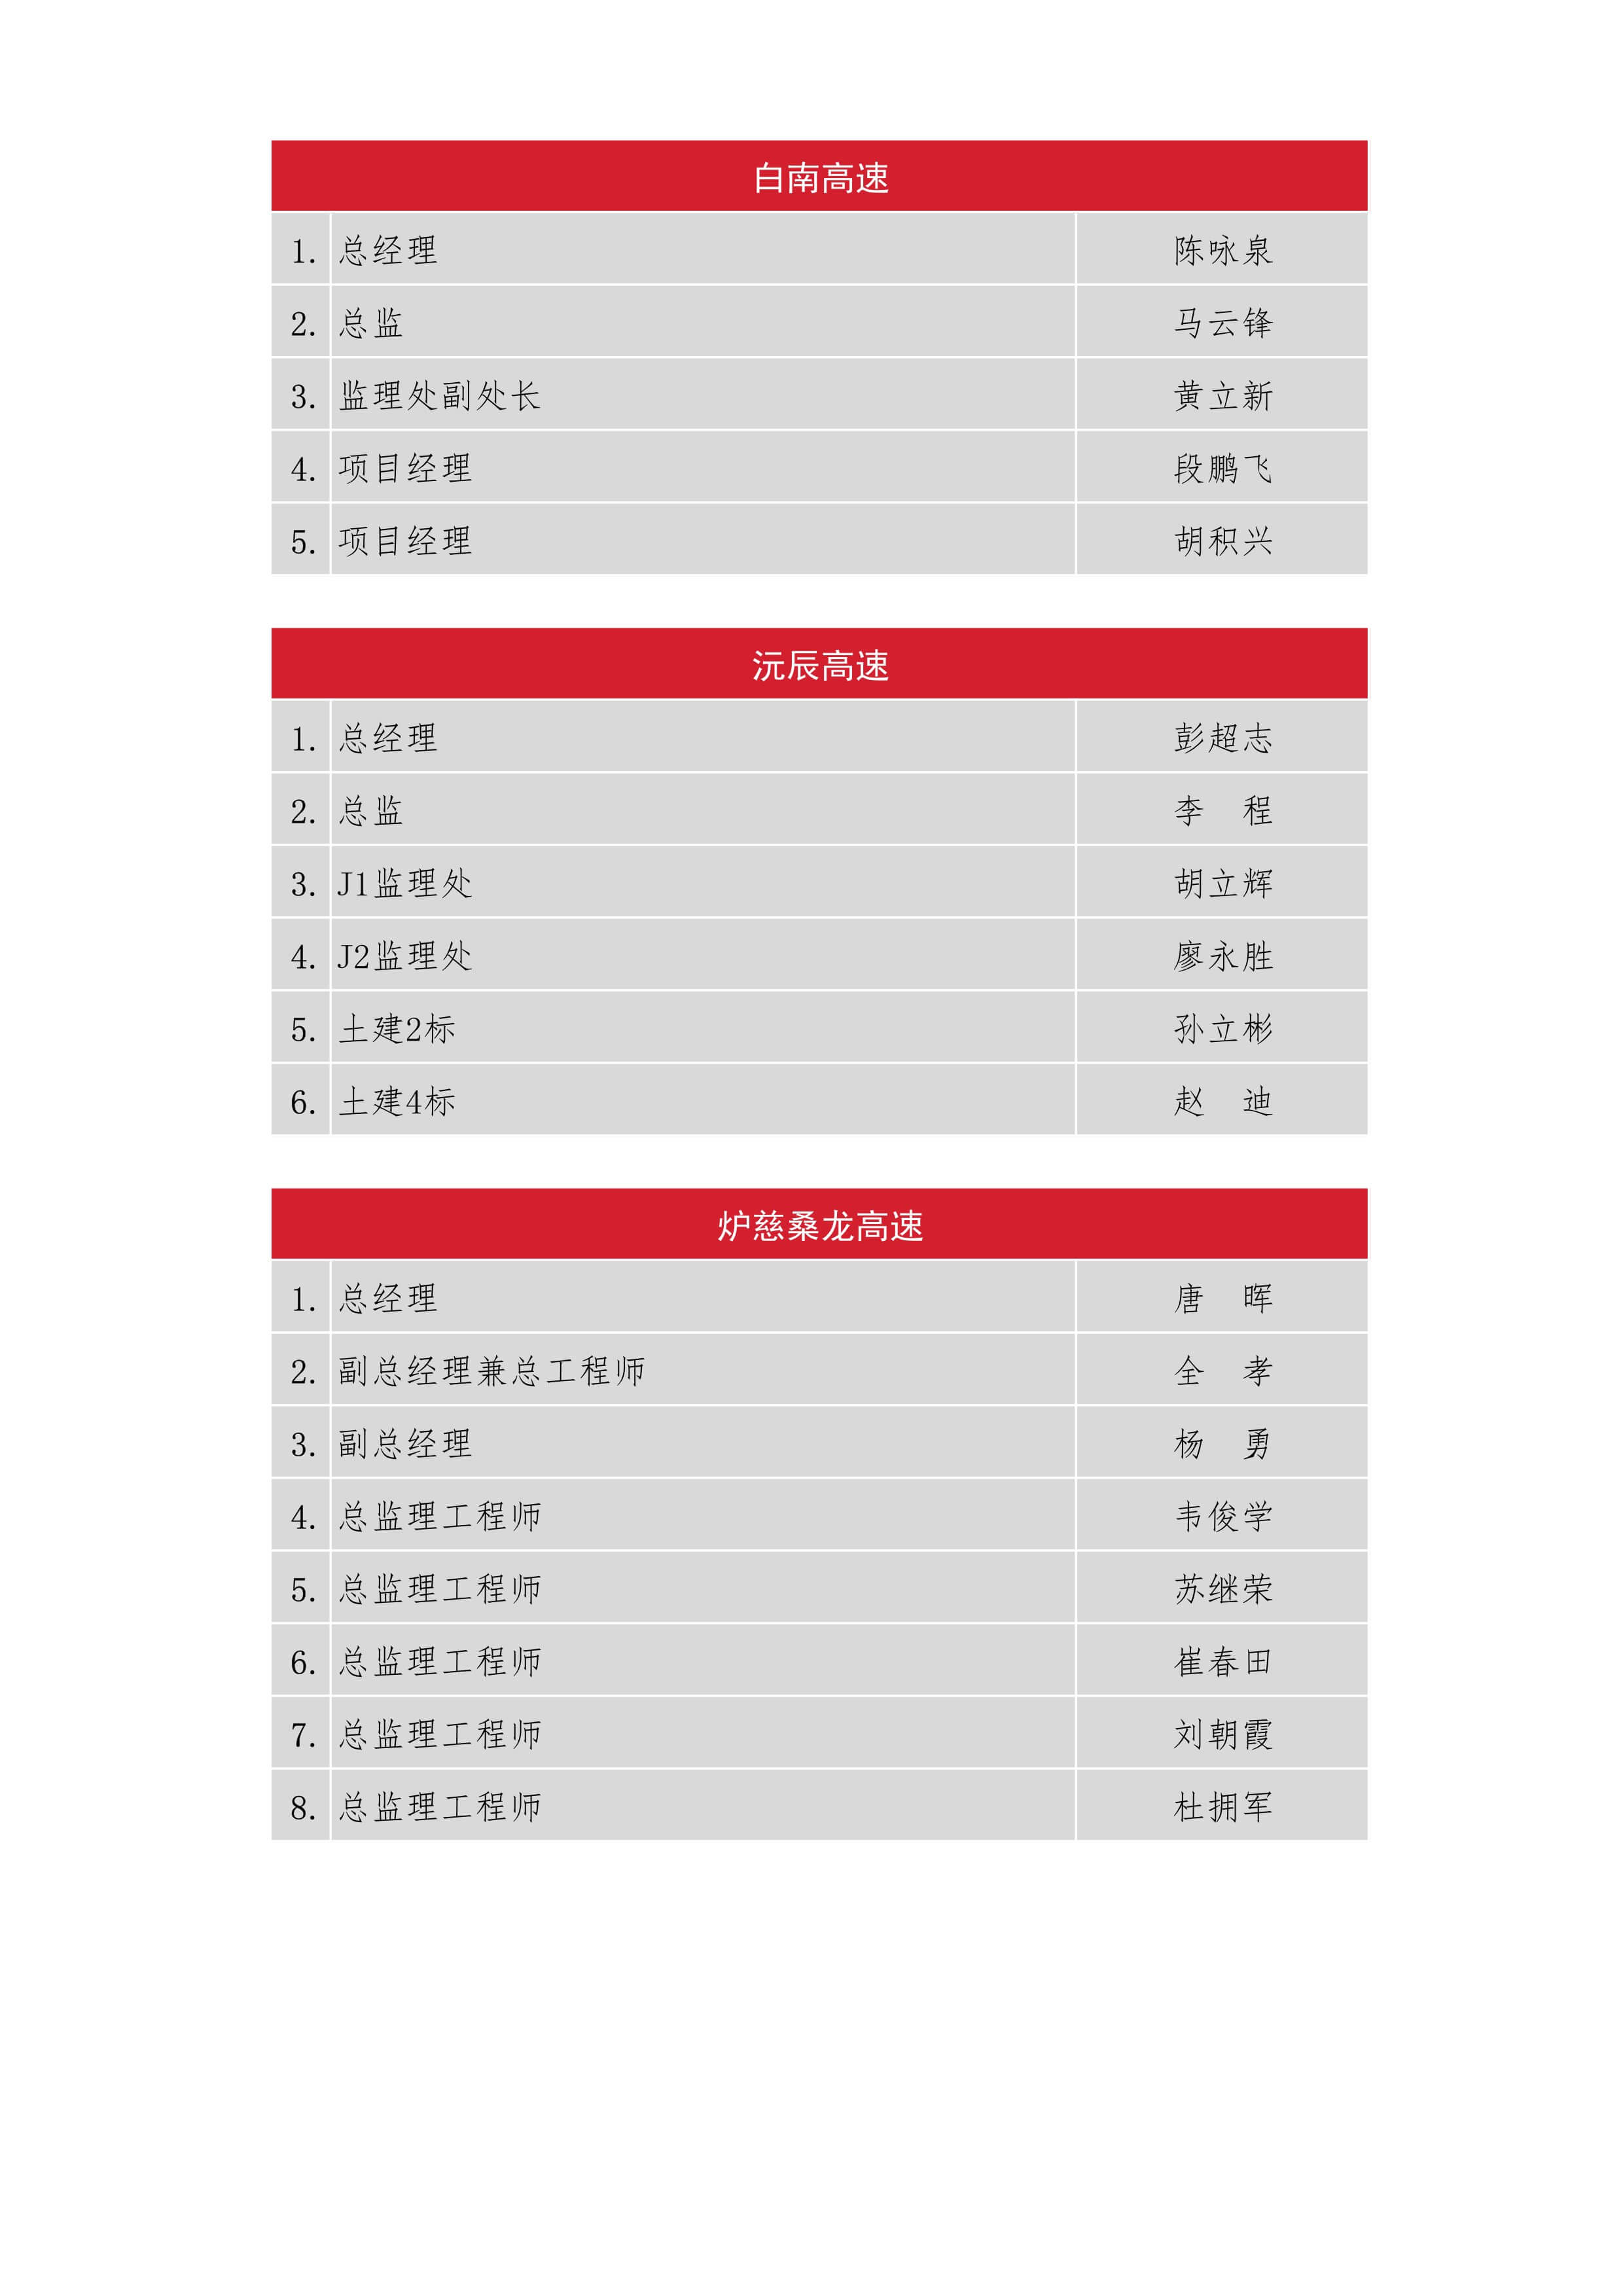 白南高速
1. 总经理 陈咏泉
2. 总监 马云锋
3. 监理处副处长 黄立新
4. 项目经理 段鹏飞
5. 项目经理 胡积兴
沅辰高速
1. 总经理 彭超志
2. 总监 李　程
3. J1监理处 胡立辉
4. J2监理处 廖永胜
5. 土建2标 孙立彬
6. 土建4标 赵　迪
炉慈桑龙高速
1. 总经理 唐　晖
2. 副总经理兼总工程师 全　孝
3. 副总经理 杨　勇
4. 总监理工程师 韦俊学
5. 总监理工程师 苏继荣
6. 总监理工程师 崔春田
7. 总监理工程师 刘朝霞
8. 总监理工程师 杜拥军